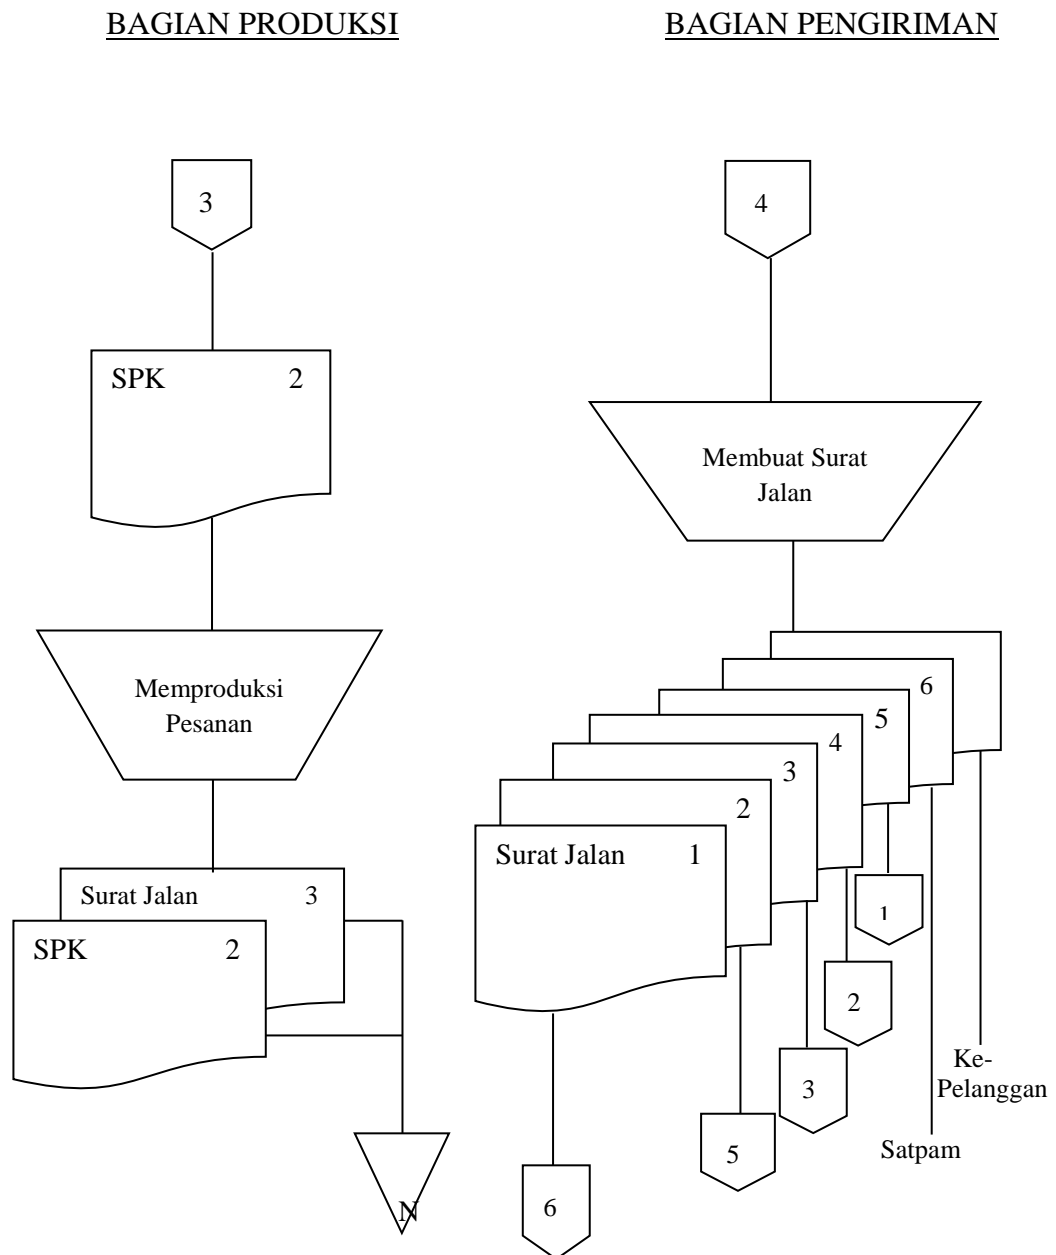 BAGIAN PRODUKSI
BAGIAN PENGIRIMAN
3
4
SPK 2
Membuat Surat
Jalan
Memproduksi
Pesanan
6
5
4
3
2
Surat Jalan 1
Surat Jalan 3
SPK 2
1
2
3
5
6
Ke-
Pelanggan
Satpam
N